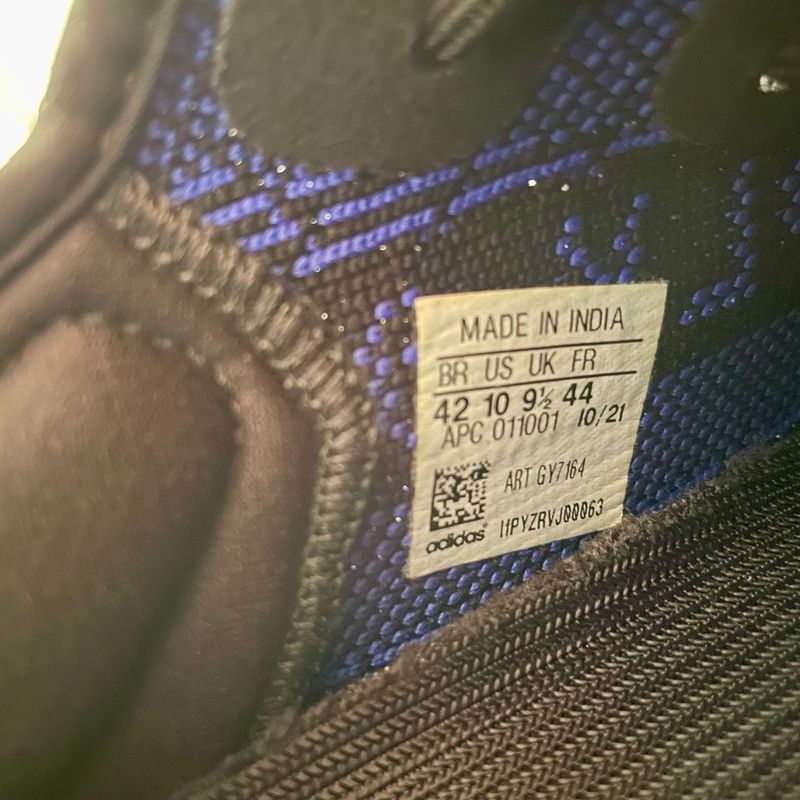 MADE IN INDIA
BR US UK FR
42 10 9½ 44
APC 011001 10/21
ART GY7164
adidas